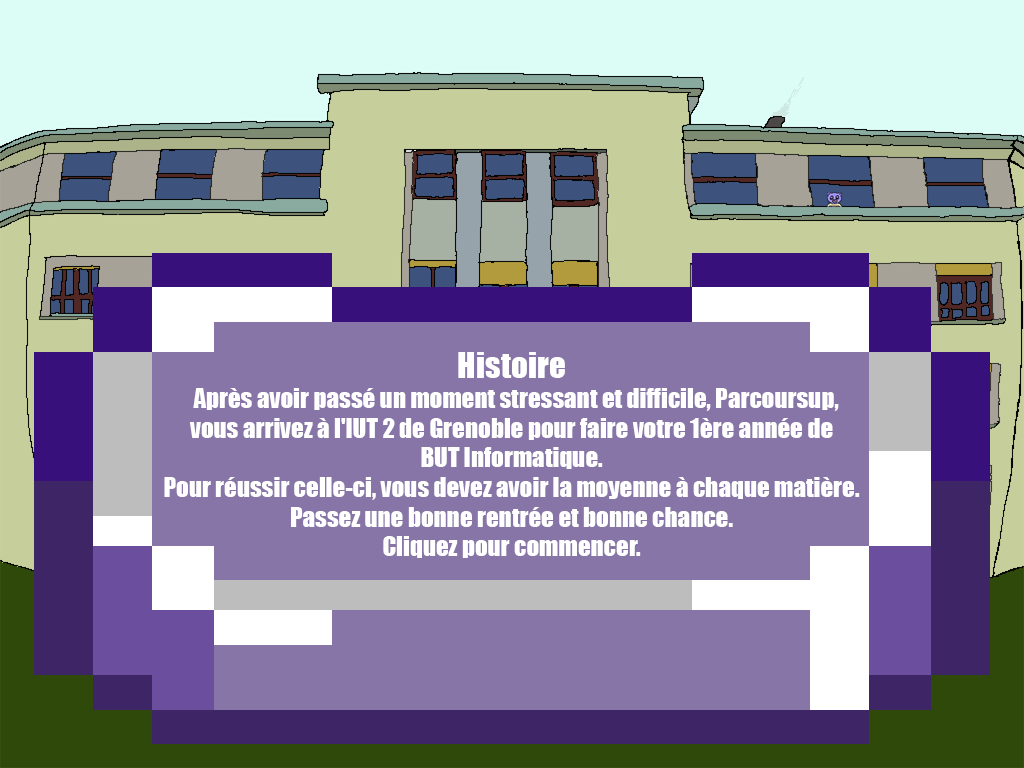 Histoire
Après avoir passé un moment stressant et difficile, Parcoursup,
vous arrivez à l'IUT 2 de Grenoble pour faire votre 1ère année de
BUT Informatique.
Pour réussir celle-ci, vous devez avoir la moyenne à chaque matière.
Passez une bonne rentrée et bonne chance.
Cliquez pour commencer.